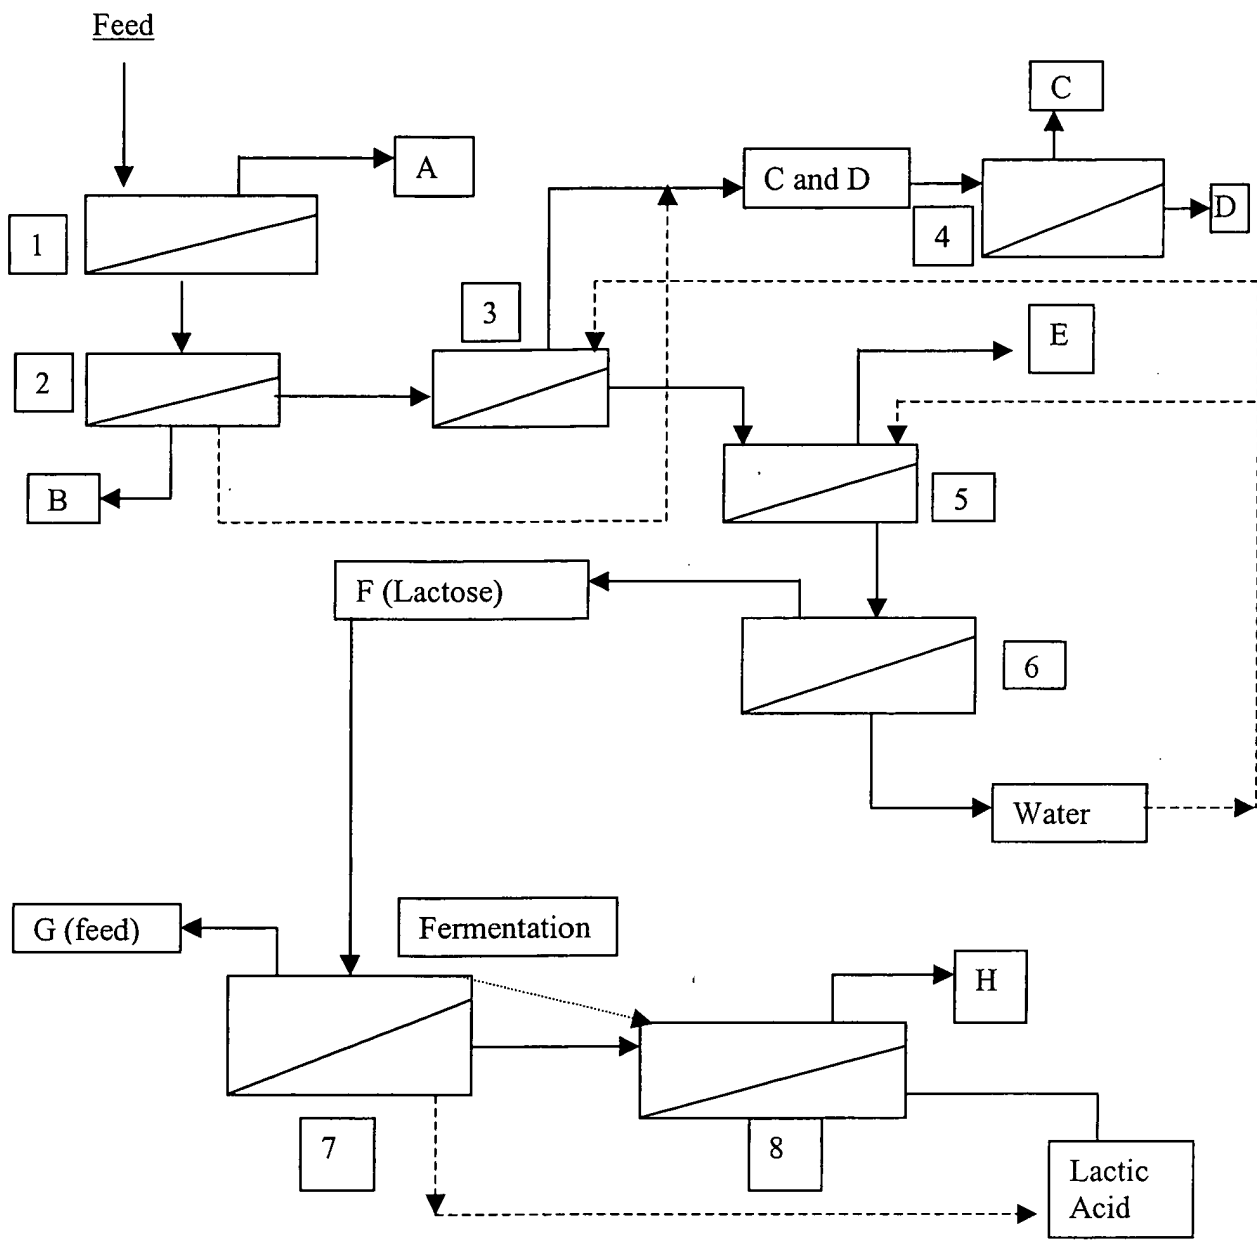 Feed
C
A
C and D
D
1
4
3
E
2
B
5
F (Lactose)
6
Water
G (feed)
Fermentation
H
7
8
Lactic
Acid